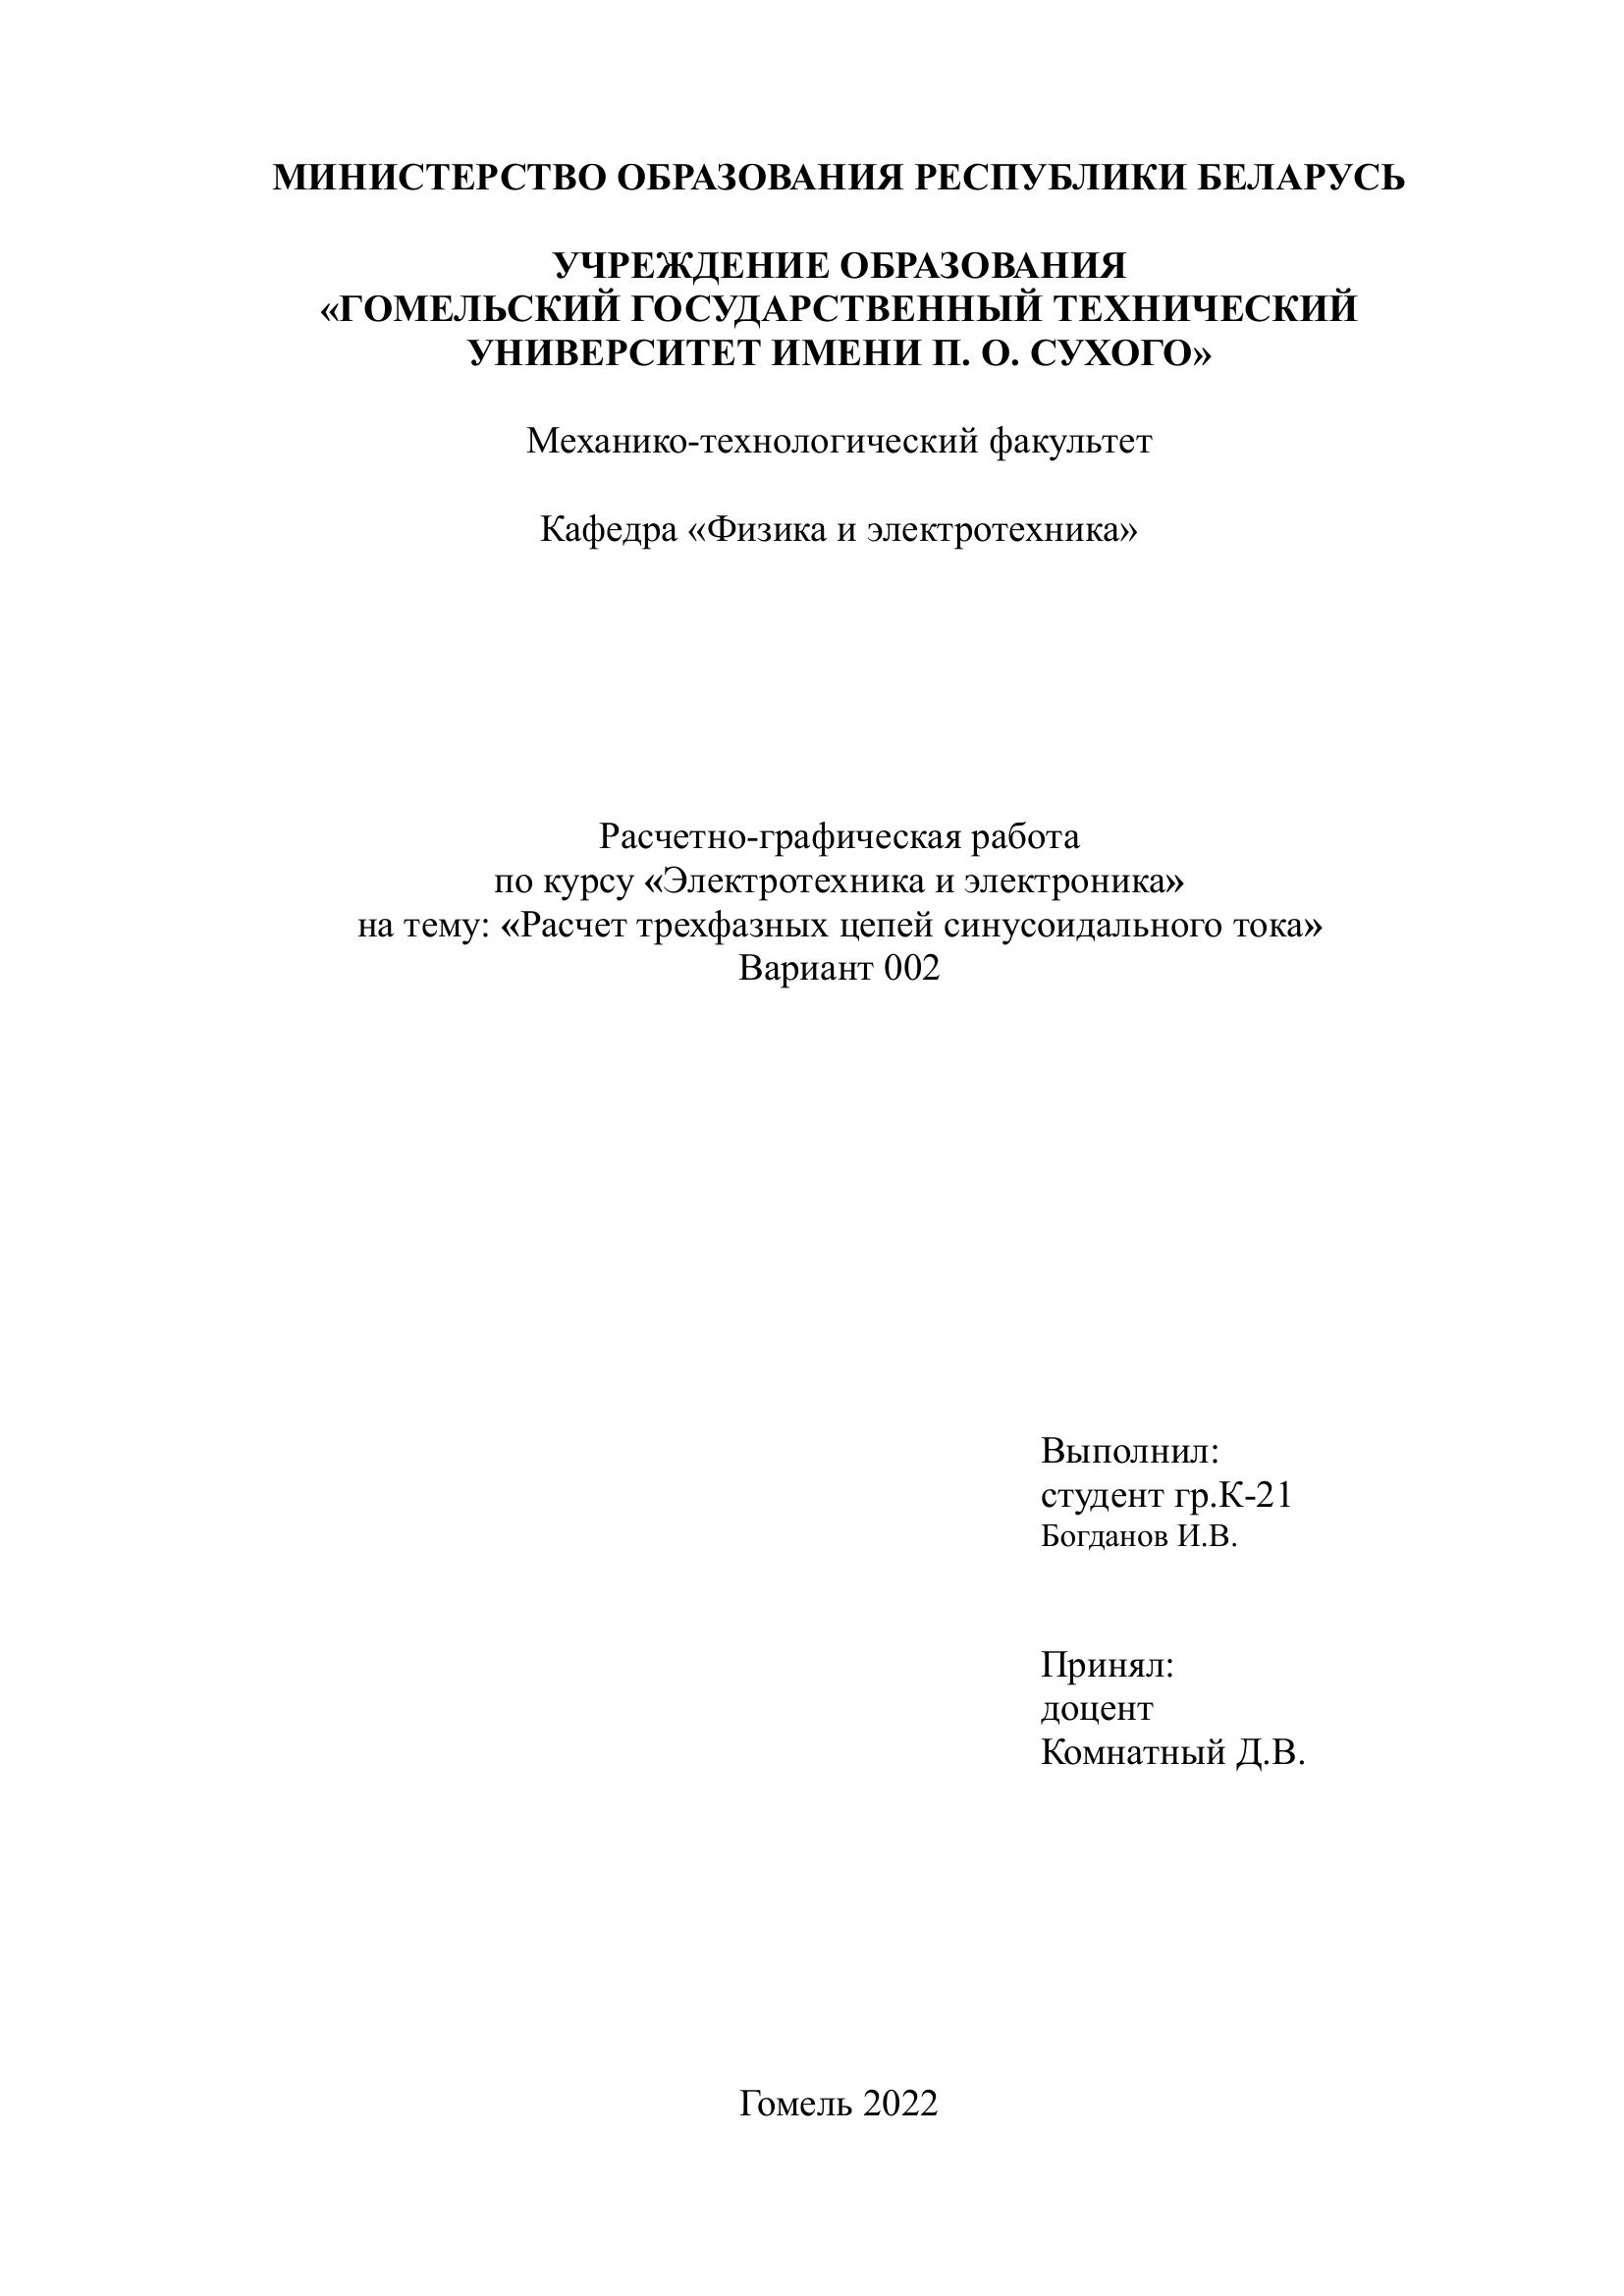 МИНИСТЕРСТВО ОБРАЗОВАНИЯ РЕСПУБЛИКИ БЕЛАРУСЬ
УЧРЕЖДЕНИЕ ОБРАЗОВАНИЯ
«ГОМЕЛЬСКИЙ ГОСУДАРСТВЕННЫЙ ТЕХНИЧЕСКИЙ
УНИВЕРСИТЕТ ИМЕНИ П. О. СУХОГО»
Механико-технологический факультет
Кафедра «Физика и электротехника»
Расчетно-графическая работа
по курсу «Электротехника и электроника»
на тему: «Расчет трехфазных цепей синусоидального тока»
Вариант 002
Выполнил:
студент гр.К-21
Богданов И.В.
Принял:
доцент
Комнатный Д.В.
Гомель 2022